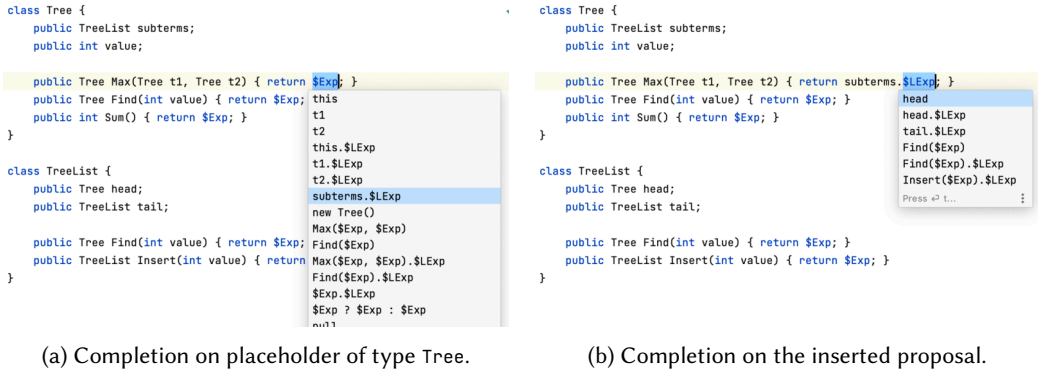 class Tree {
public TreeList subterms;
public int value;
public Tree Max(Tree t1, Tree t2) { return $Exp; }
public Tree Find(int value) { return $Exp;
public int Sum() { return $Exp; }
}
class TreeList {
public Tree head;
public TreeList tail;
public Tree Find(int value) { return $Exp;
public TreeList Insert(int value) { return
}
this
t1
t2
this.$LExp
t1.$LExp
t2.$LExp
subterms.$LExp
new Tree()
Max($Exp, $Exp)
Find($Exp)
Max($Exp, $Exp).$LExp
Find($Exp).$LExp
$Exp.$LExp
$Exp ? $Exp : $Exp
null
(a) Completion on placeholder of type Tree.
class Tree {
public TreeList subterms;
public int value;
public Tree Max(Tree t1, Tree t2) { return subterms.$LExp; }
public Tree Find(int value) { return $Exp; }
public int Sum() { return $Exp; }
}
class TreeList {
public Tree head;
public TreeList tail;
public Tree Find(int value) { return $Exp; }
public TreeList Insert(int value) { return $Exp; }
}
head
head.$LExp
tail.$LExp
Find($Exp)
Find($Exp).$LExp
Insert($Exp).$LExp
Press ↵ t...
(b) Completion on the inserted proposal.